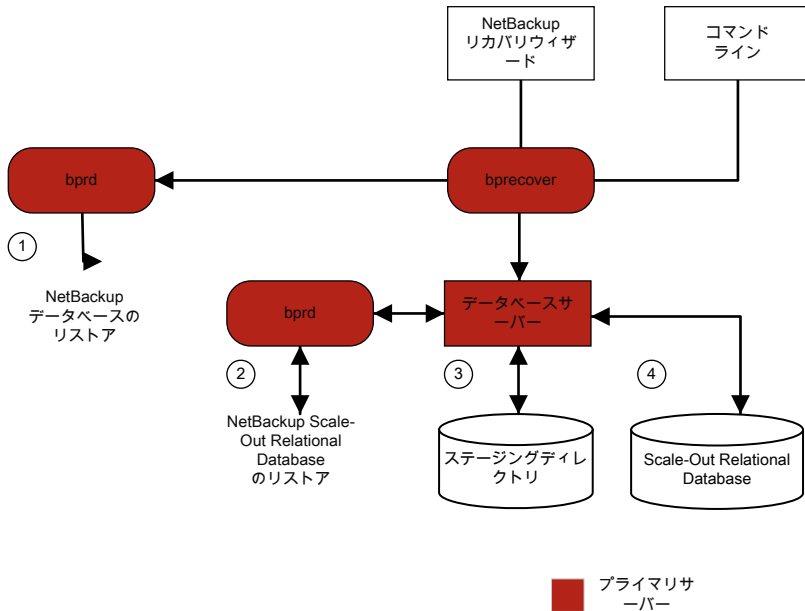 NetBackup
リカバリウィザ
ード
コマンド
ライン
bprd
bprecover
1
NetBackup
データベースの
リストア
bprd
データベースサ
ーバー
2
3
4
NetBackup Scale-
Out Relational
Database
のリストア
ステージングディレ
クトリ
Scale-Out Relational
Database
プライマリサ
ーバー